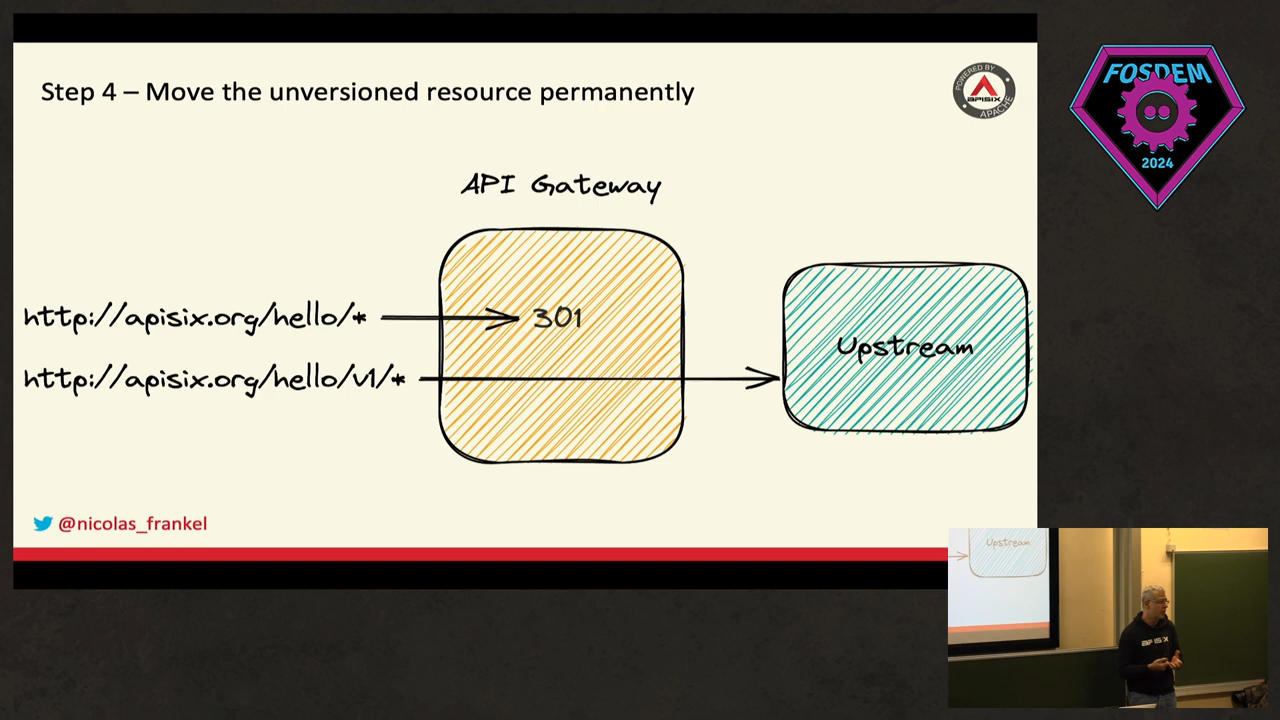 Step 4 – Move the unversioned resource permanently
POWERED BY
APISIX
APACHE
API Gateway
http://apisix.org/hello/*
301
http://apisix.org/hello/v1/*
Upstream
@nicolas_frankel
FOSDEM
2024
Upstream
APISIX